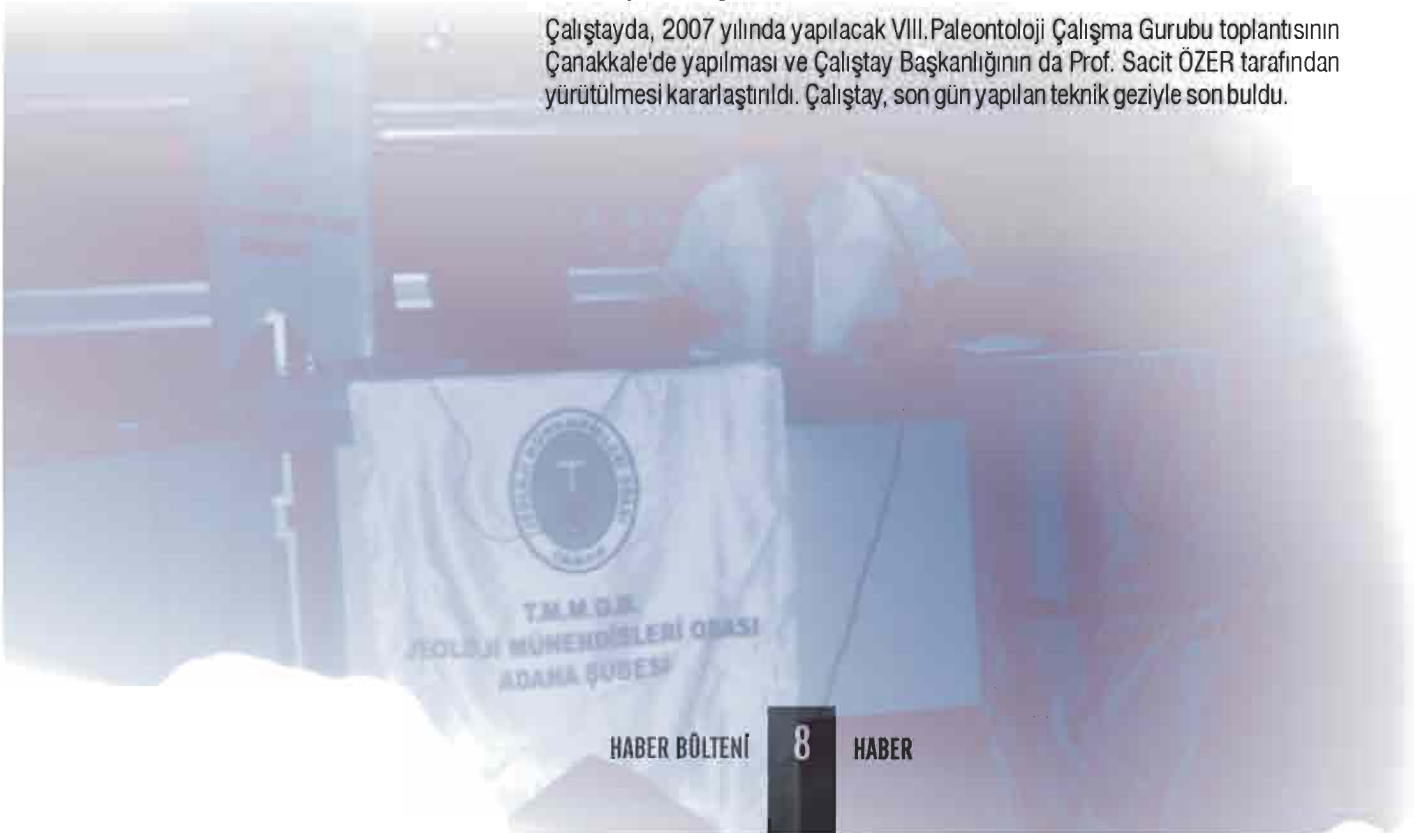 Çalıştayda, 2007 yılında yapılacak VIII.Paleontoloji Çalışma Gurubu toplantısının
Çanakkale'de yapılması ve Çalıştay Başkanlığının da Prof. Sacit ÖZER tarafından
yürütülmesi kararlaştırıldı. Çalıştay, son gün yapılan teknik geziyle son buldu.
T.M.M.O.B.
JEOLOJİ MÜHENDİSLERİ ODASI
ADANA ŞUBESİ
HABER BÜLTENİ 8 HABER